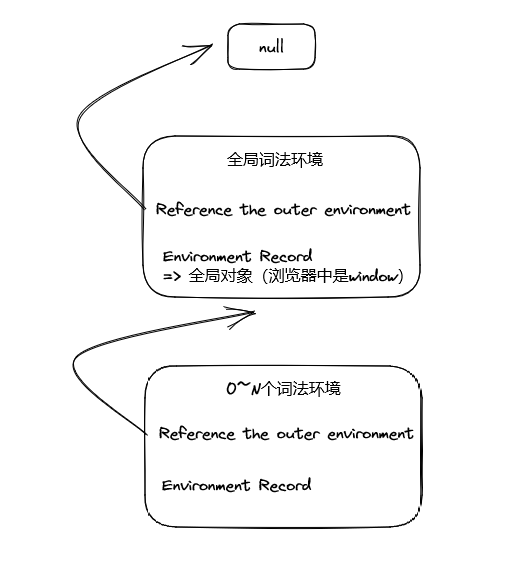 null
全局词法环境
Reference the outer environment
Environment Record
=> 全局对象（浏览器中是window）
0~N个词法环境
Reference the outer environment
Environment Record